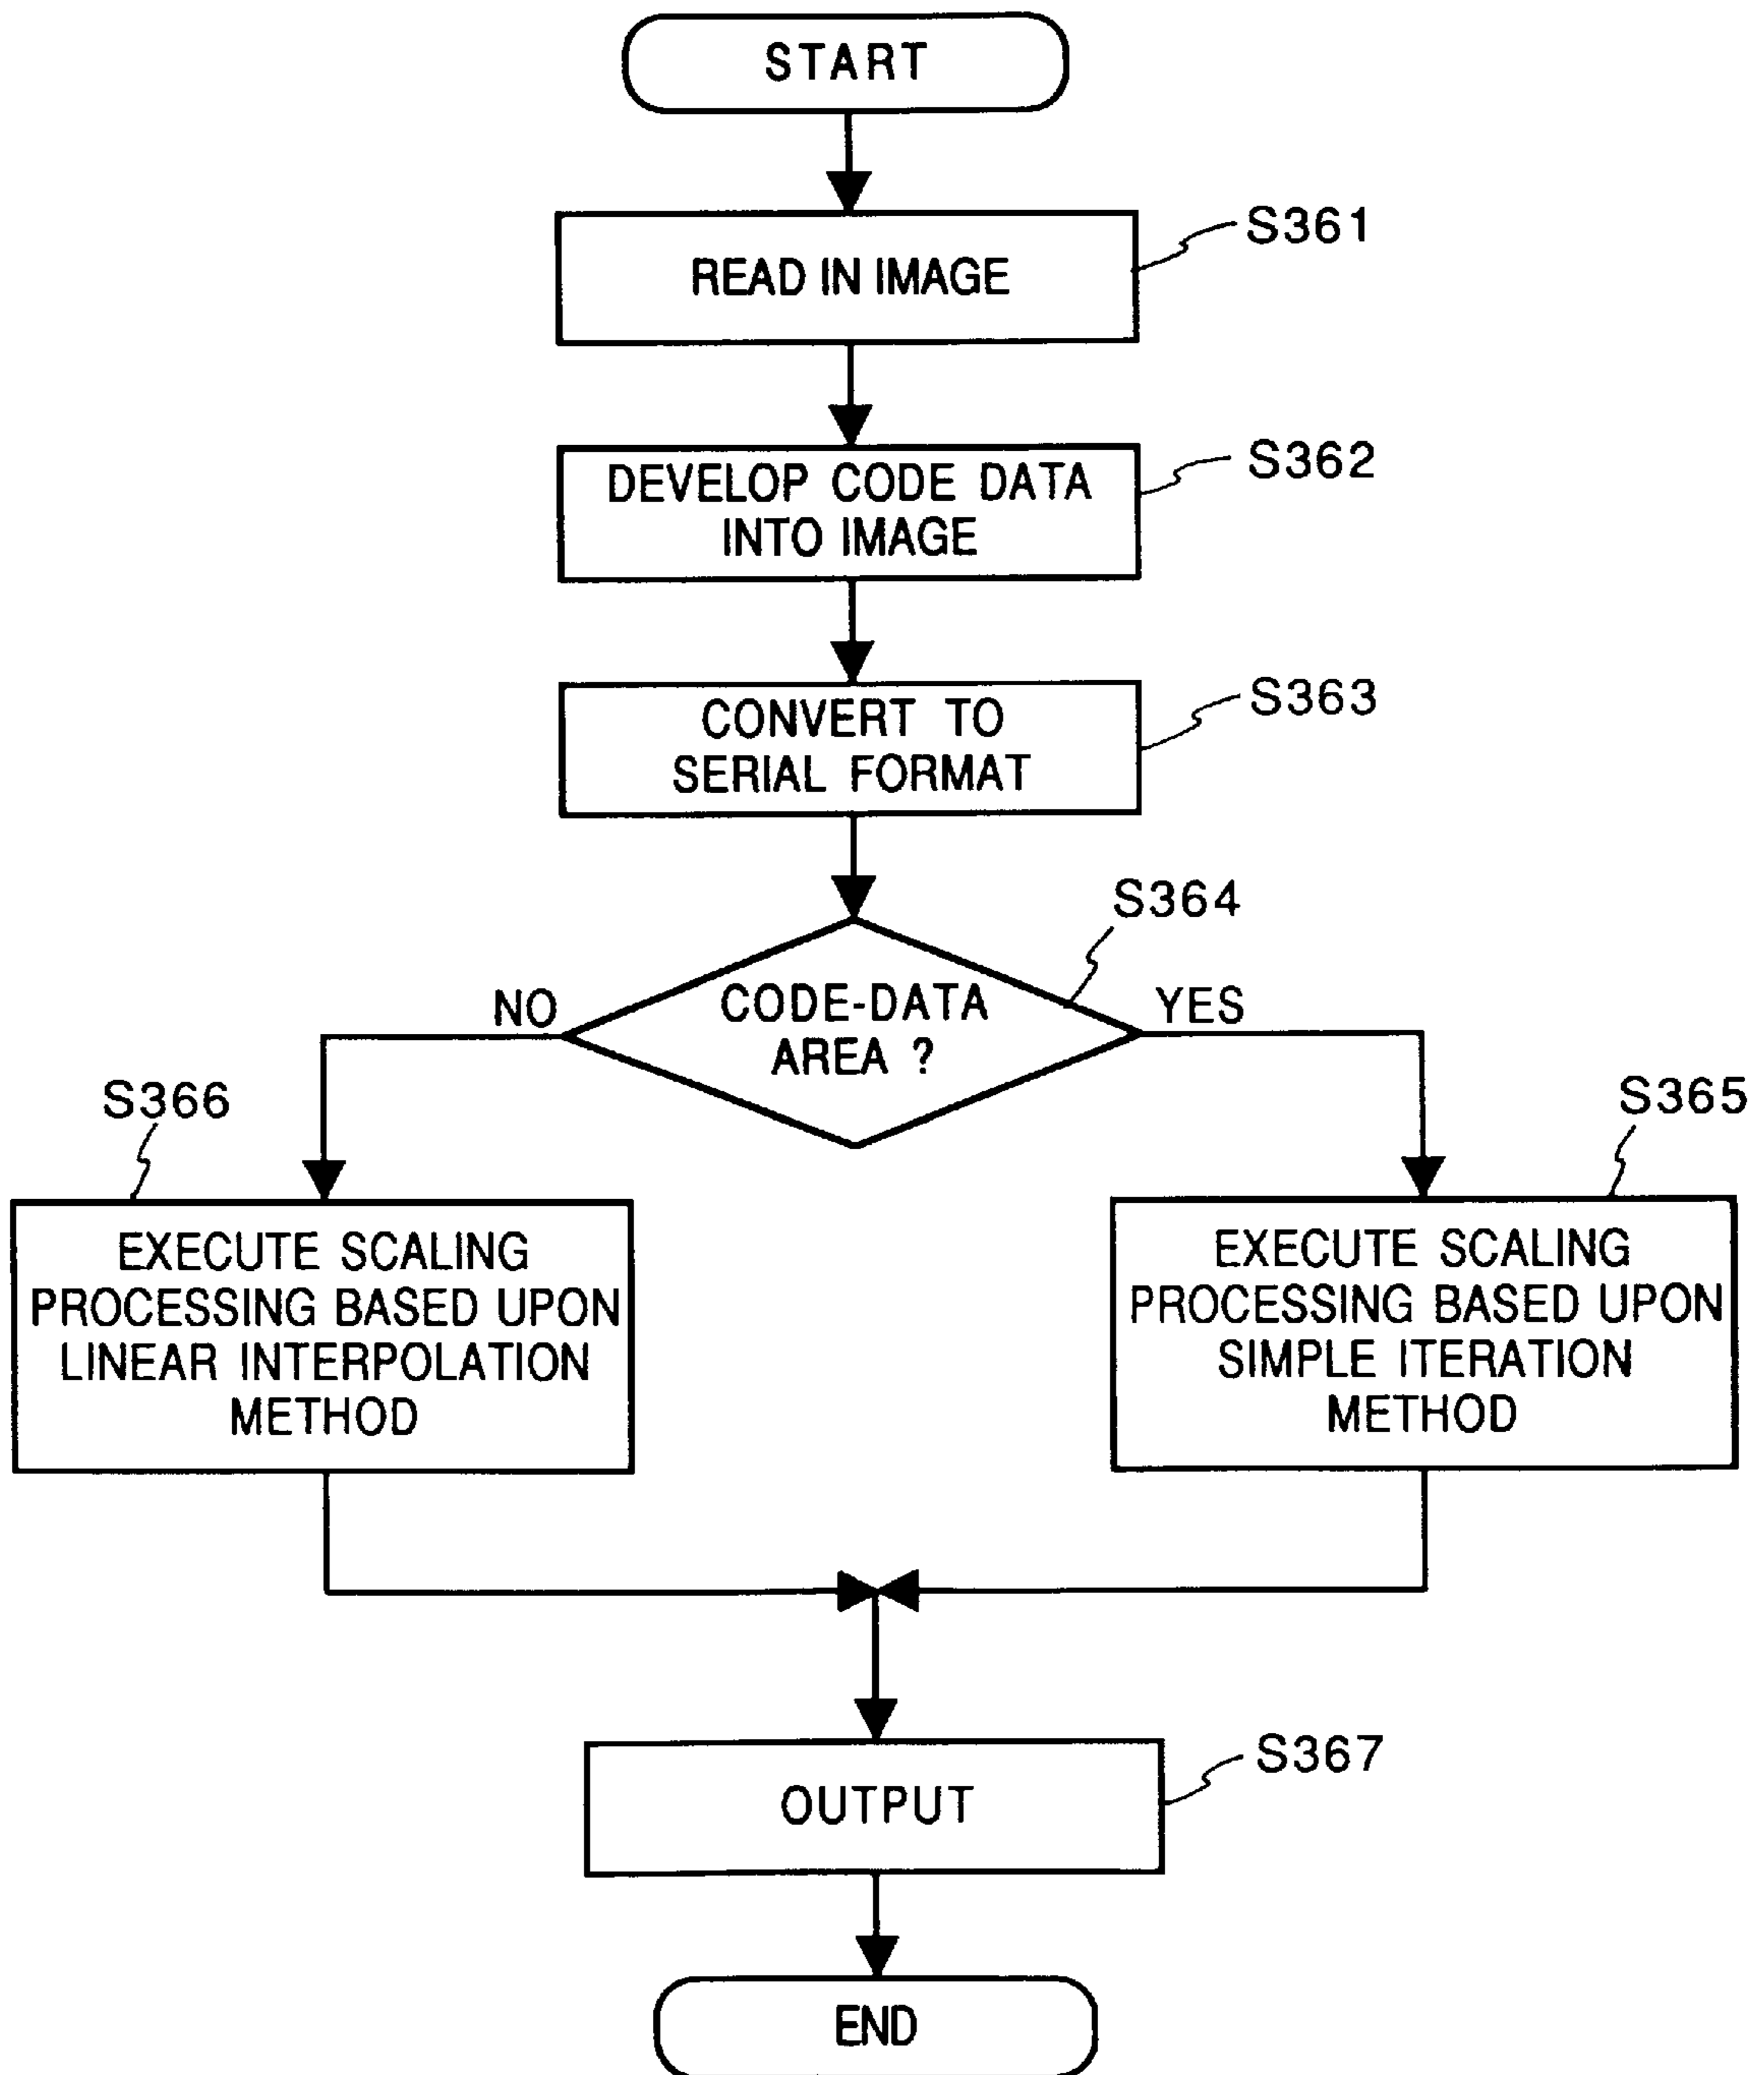 START
S361
READ IN IMAGE
S362
DEVELOP CODE DATA
INTO IMAGE
S363
CONVERT TO
SERIAL FORMAT
S364
CODE-DATA
AREA ?
NO
YES
S366
EXECUTE SCALING
PROCESSING BASED UPON
LINEAR INTERPOLATION
METHOD
S365
EXECUTE SCALING
PROCESSING BASED UPON
SIMPLE ITERATION
METHOD
S367
OUTPUT
END